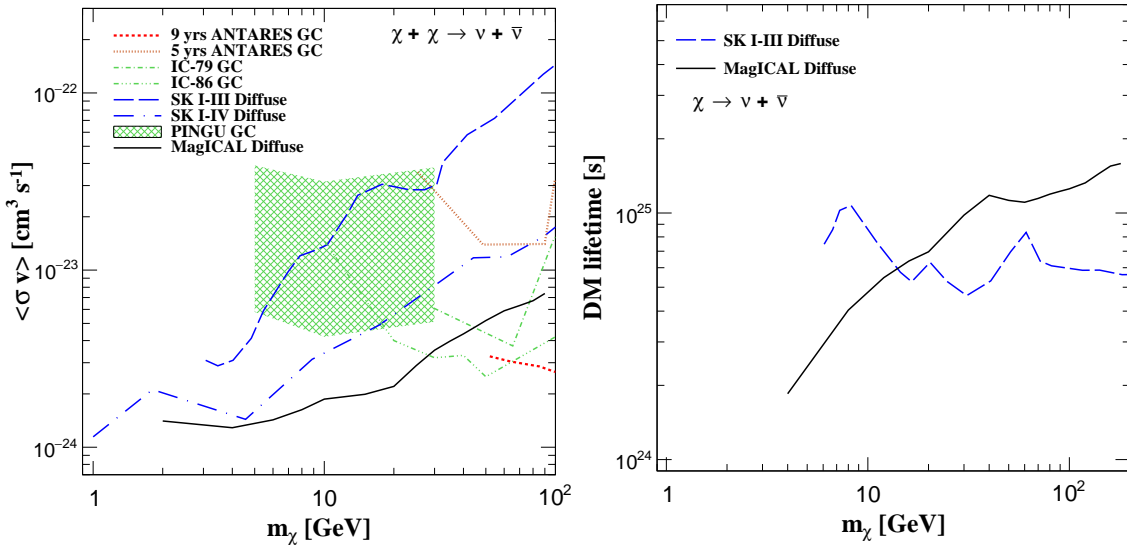 9 yrs ANTARES GC
5 yrs ANTARES GC
IC-79 GC
IC-86 GC
SK I-III Diffuse
SK I-IV Diffuse
PINGU GC
MagICAL Diffuse
χ + χ → ν + ν̄
10⁻²²
10⁻²³
10⁻²⁴
<σ v> [cm³ s⁻¹]
1
10
10²
mχ [GeV]
SK I-III Diffuse
MagICAL Diffuse
χ → ν + ν̄
10²⁵
10²⁴
DM lifetime [s]
1
10
10²
mχ [GeV]